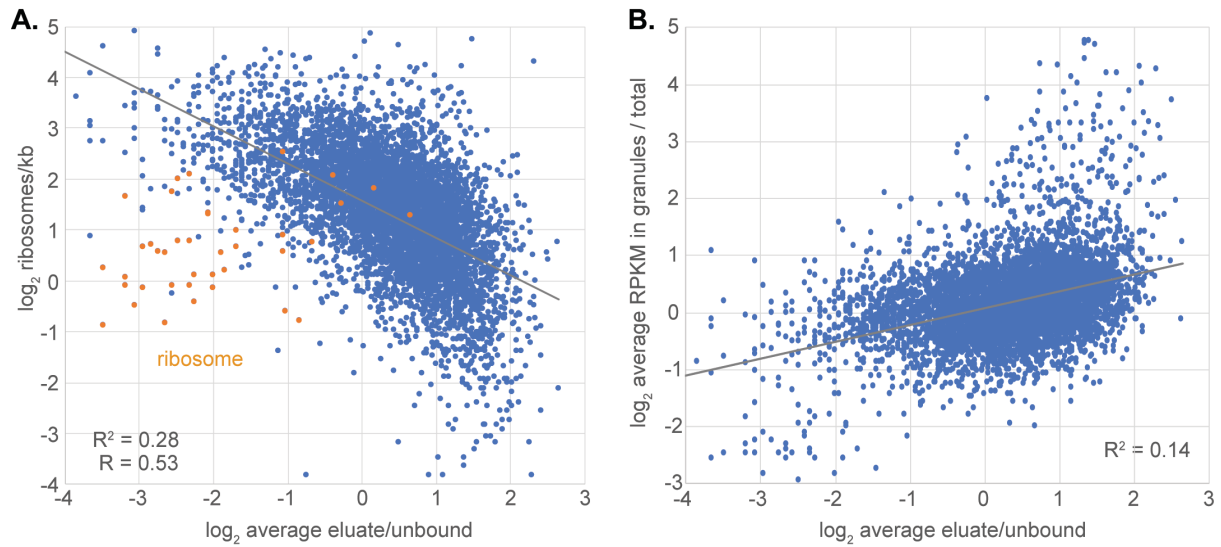 A.
log2 ribosomes/kb
5
4
3
2
1
0
-1
-2
-3
-4
ribosome
R2 = 0.28
R = 0.53
-4 -3 -2 -1 0 1 2 3
log2 average eluate/unbound
B.
log2 average RPKM in granules / total
5
4
3
2
1
0
-1
-2
-3
R2 = 0.14
-4 -3 -2 -1 0 1 2 3
log2 average eluate/unbound